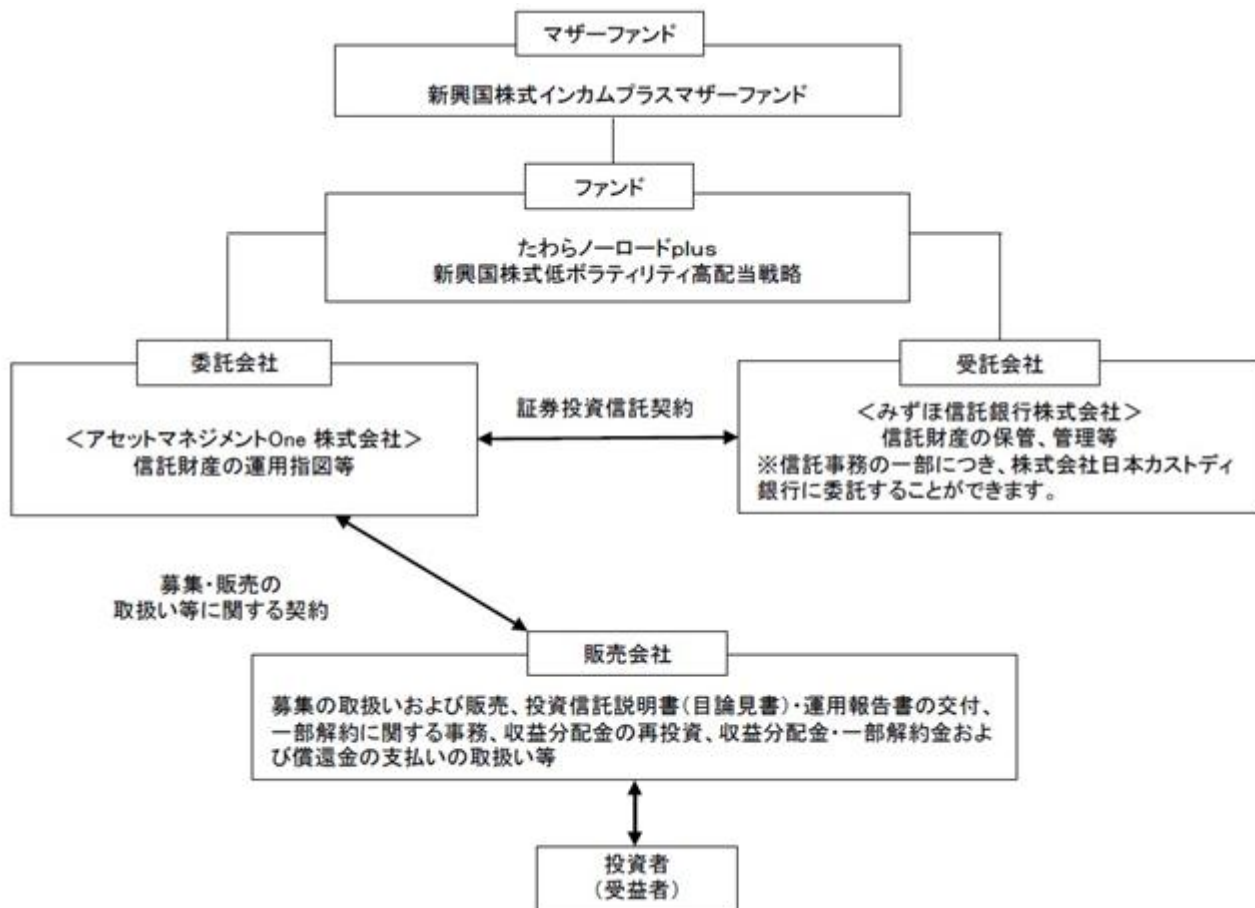 マザーファンド
新興国株式インカムプラスマザーファンド
ファンド
たわらノーロードplus
新興国株式低ボラティリティ高配当戦略
委託会社
＜アセットマネジメントOne 株式会社＞
信託財産の運用指図等
証券投資信託契約
受託会社
＜みずほ信託銀行株式会社＞
信託財産の保管、管理等
※信託事務の一部につき、株式会社日本カストディ
銀行に委託することができます。
募集・販売の
取扱い等に関する契約
販売会社
募集の取扱いおよび販売、投資信託説明書（目論見書）・運用報告書の交付、
一部解約に関する事務、収益分配金の再投資、収益分配金・一部解約金およ
び償還金の支払いの取扱い等
投資者
（受益者）